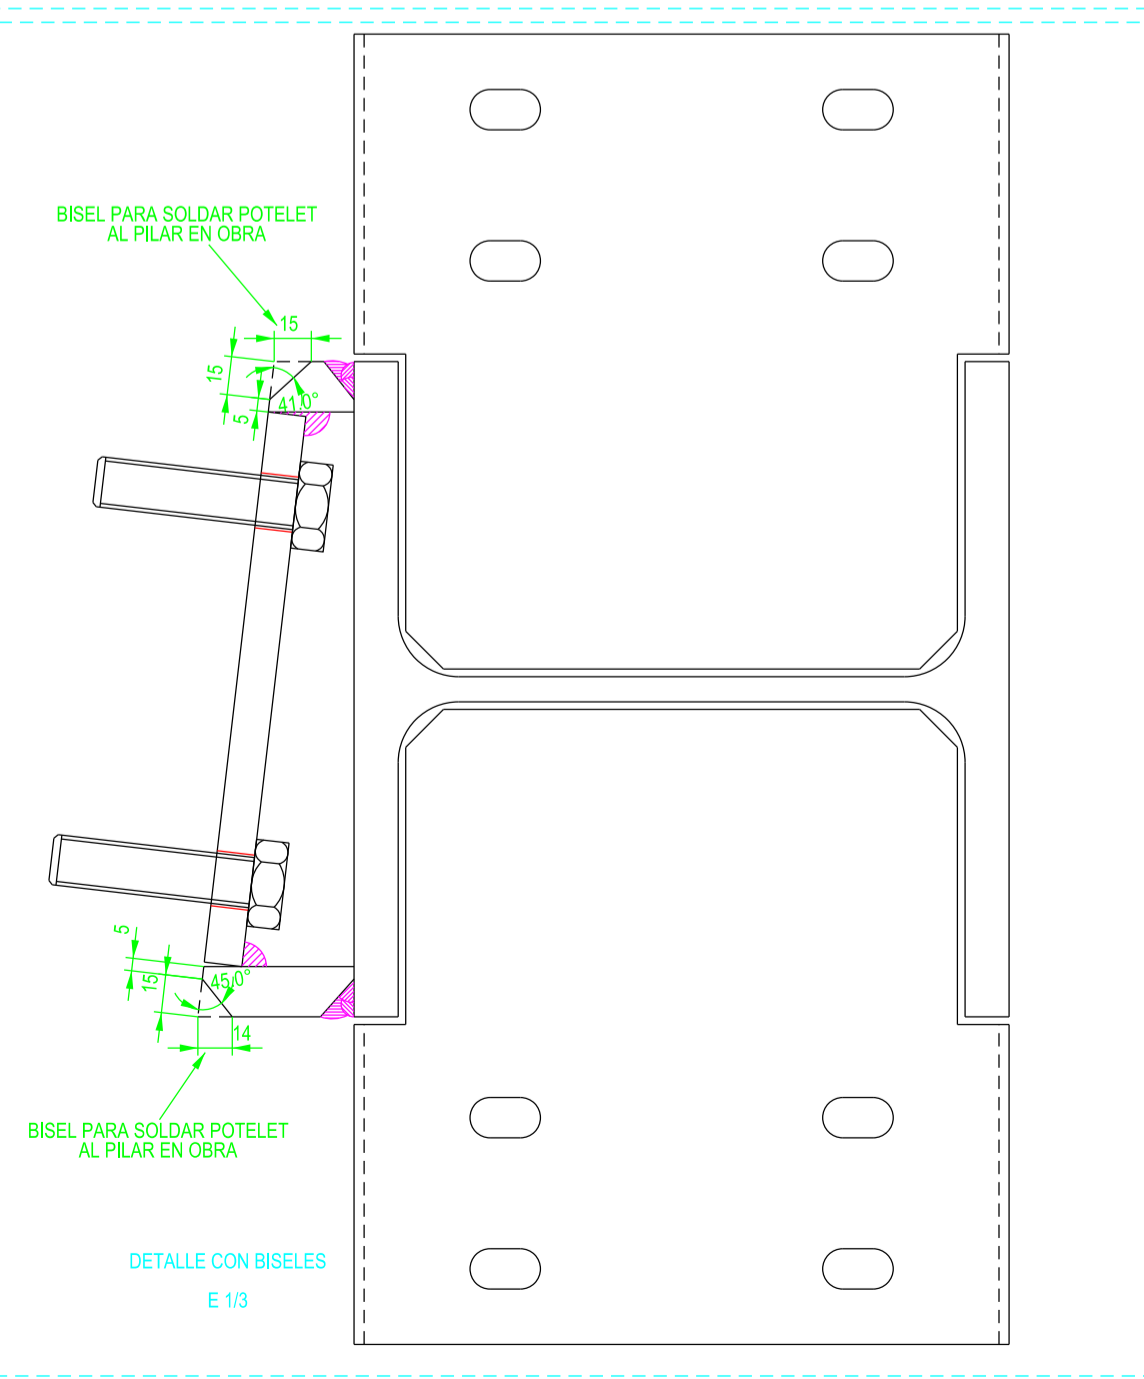 BISEL PARA SOLDAR POTELET
AL PILAR EN OBRA
15
15
41.0°
5
5
45.0°
15
14
BISEL PARA SOLDAR POTELET
AL PILAR EN OBRA
DETALLE CON BISELES
E 1/3